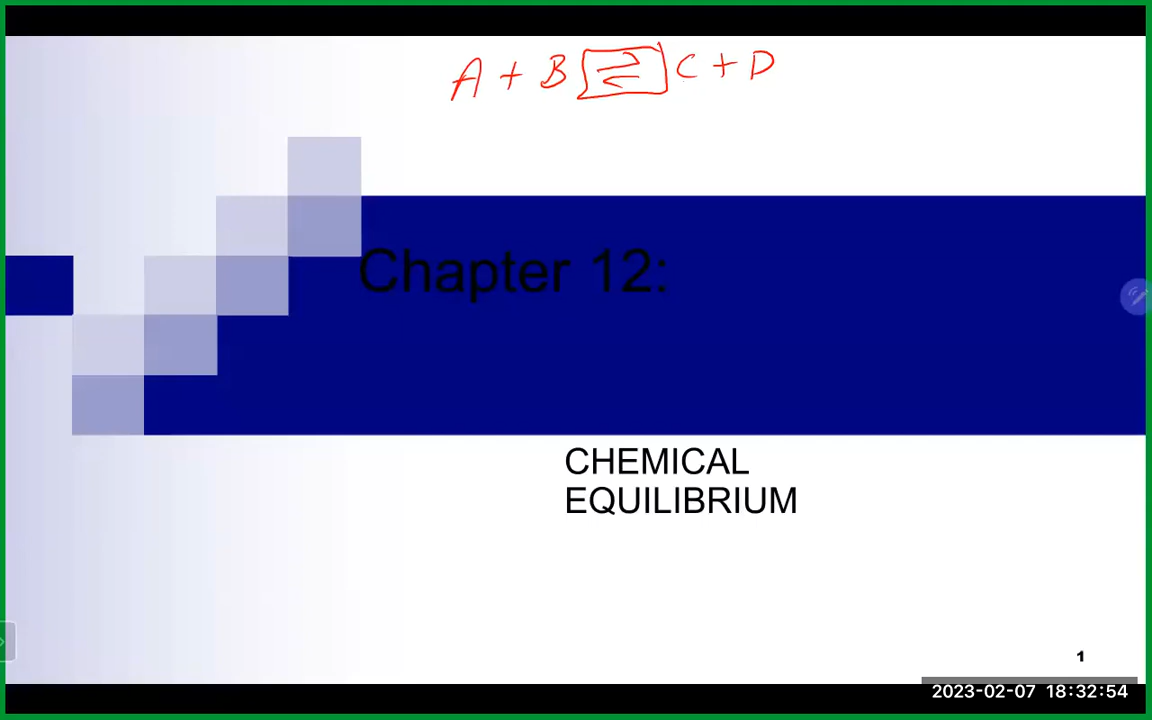 A + B ⇄ C + D
Chapter 12:
CHEMICAL
EQUILIBRIUM
1
2023-02-07 18:32:54